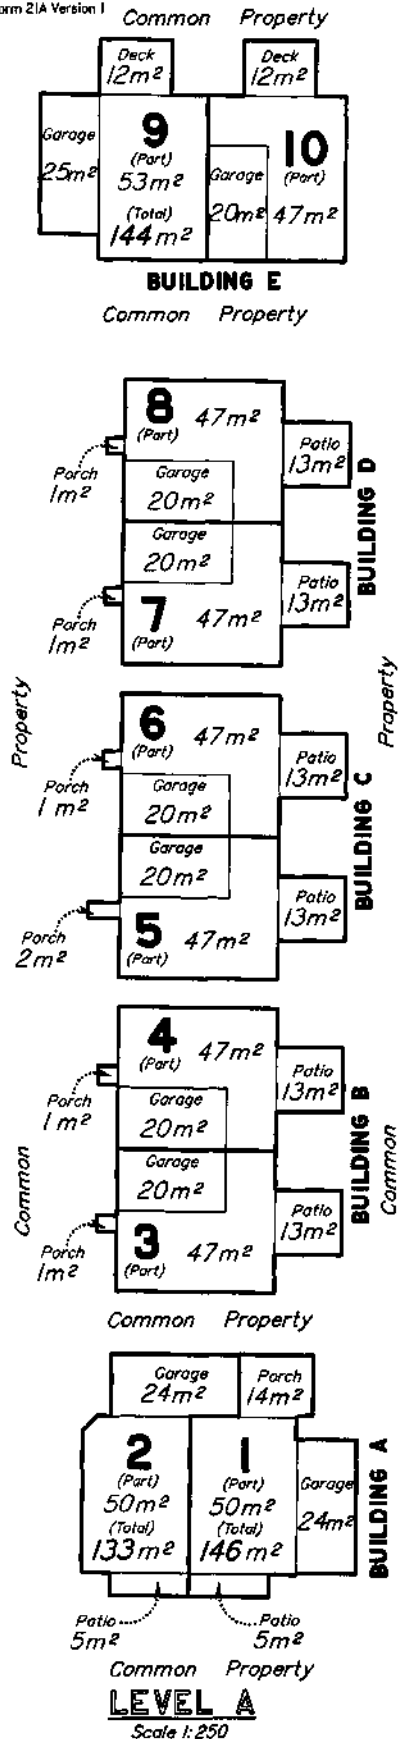 orm 21A Version 1
Common Property
Deck
12m²
Deck
12m²
Garage
25m²
9
(Part)
53m²
(Total)
144m²
Garage
20m²
10
(Part)
47m²
BUILDING E
Common Property
8
(Part)
47m²
Porch
1m²
Garage
20m²
Patio
13m²
Garage
20m²
Porch
1m²
7
(Part)
47m²
Patio
13m²
BUILDING D
Property
Property
6
(Part)
47m²
Porch
1m²
Garage
20m²
Patio
13m²
Garage
20m²
Porch
2m²
5
(Part)
47m²
Patio
13m²
BUILDING C
4
(Part)
47m²
Porch
1m²
Garage
20m²
Patio
13m²
Garage
20m²
Porch
1m²
3
(Part)
47m²
Patio
13m²
BUILDING B
Common
Common
Common Property
Garage
24m²
Porch
14m²
2
(Part)
50m²
(Total)
133m²
1
(Part)
50m²
(Total)
146m²
Garage
24m²
BUILDING A
Patio
5m²
Patio
5m²
Common Property
LEVEL A
Scale 1:250